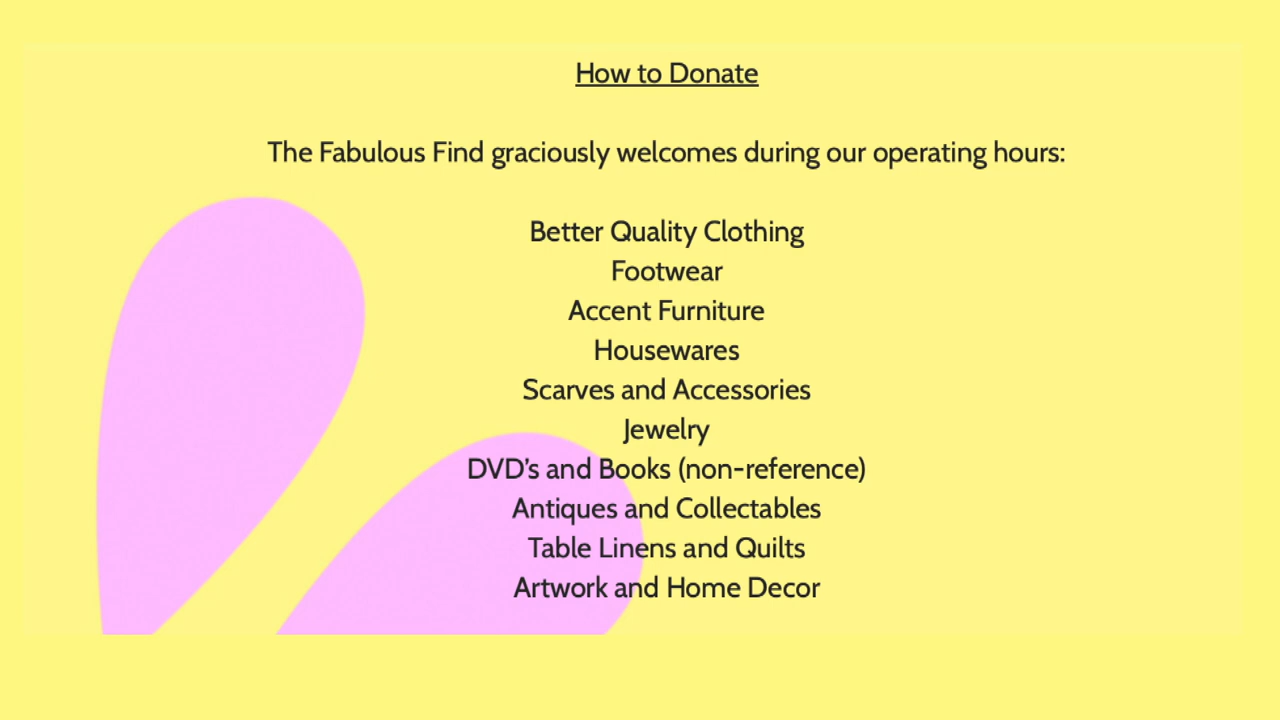 How to Donate
The Fabulous Find graciously welcomes during our operating hours:
Better Quality Clothing
Footwear
Accent Furniture
Housewares
Scarves and Accessories
Jewelry
DVD's and Books (non-reference)
Antiques and Collectables
Table Linens and Quilts
Artwork and Home Decor